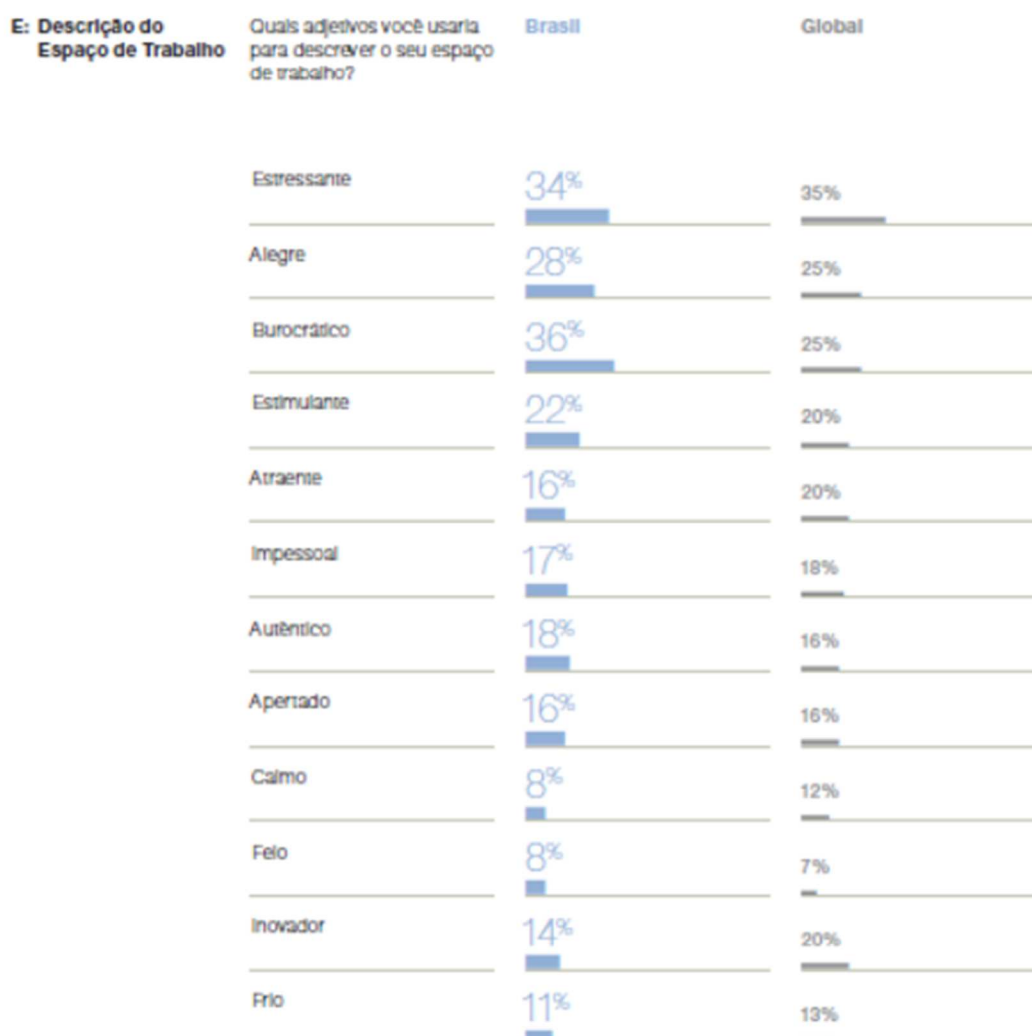 E: Descrição do
Espaço de Trabalho
Quais adjetivos você usaria
para descrever o seu espaço
de trabalho?
Brasil
Global
Estressante 34% 35%
Alegre 28% 25%
Burocrático 36% 25%
Estimulante 22% 20%
Atraente 16% 20%
Impessoal 17% 18%
Autêntico 18% 16%
Apertado 16% 16%
Calmo 8% 12%
Feio 8% 7%
Inovador 14% 20%
Frio 11% 13%